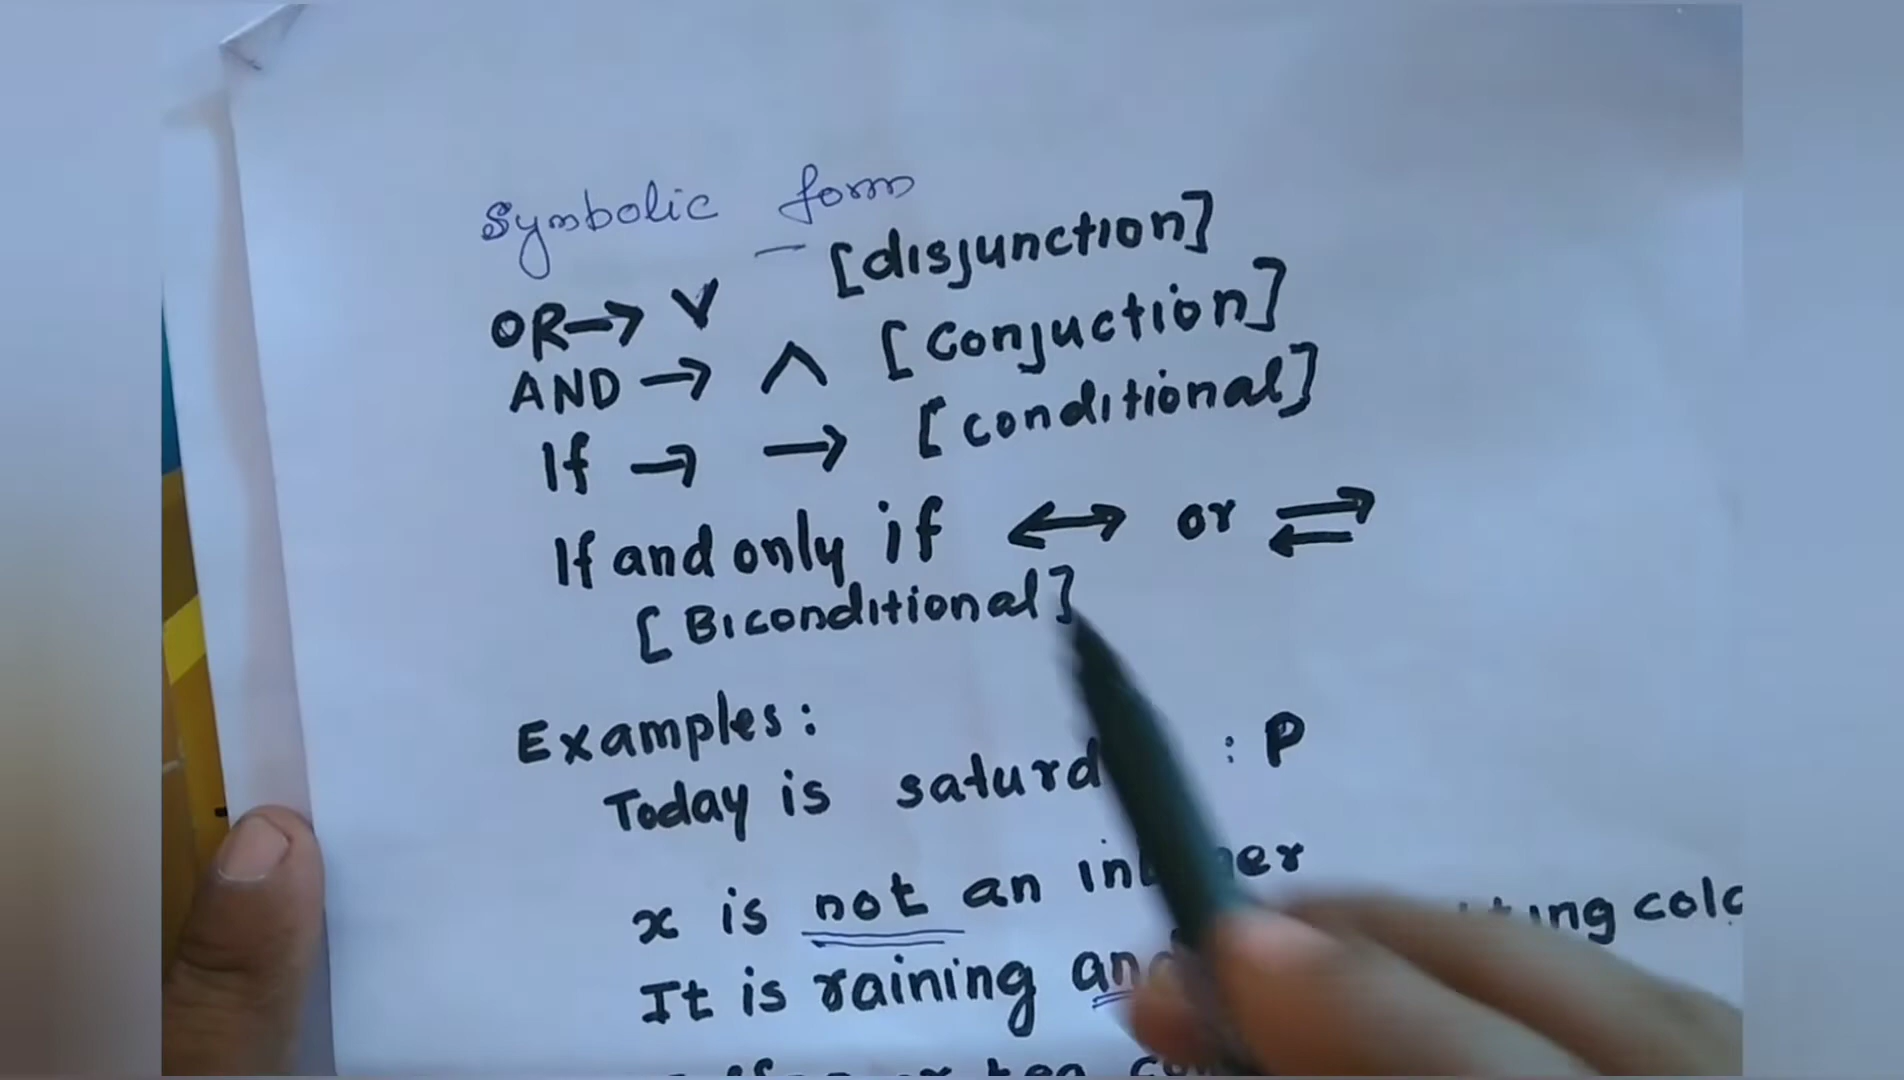 Symbolic form
OR → ∨ - [disjunction]
AND → ∧ [conjuction]
If → → [conditional]
If and only if ↔ or ⇄
[Biconditional]
Examples:
Today is : P
x is not an
It is raining